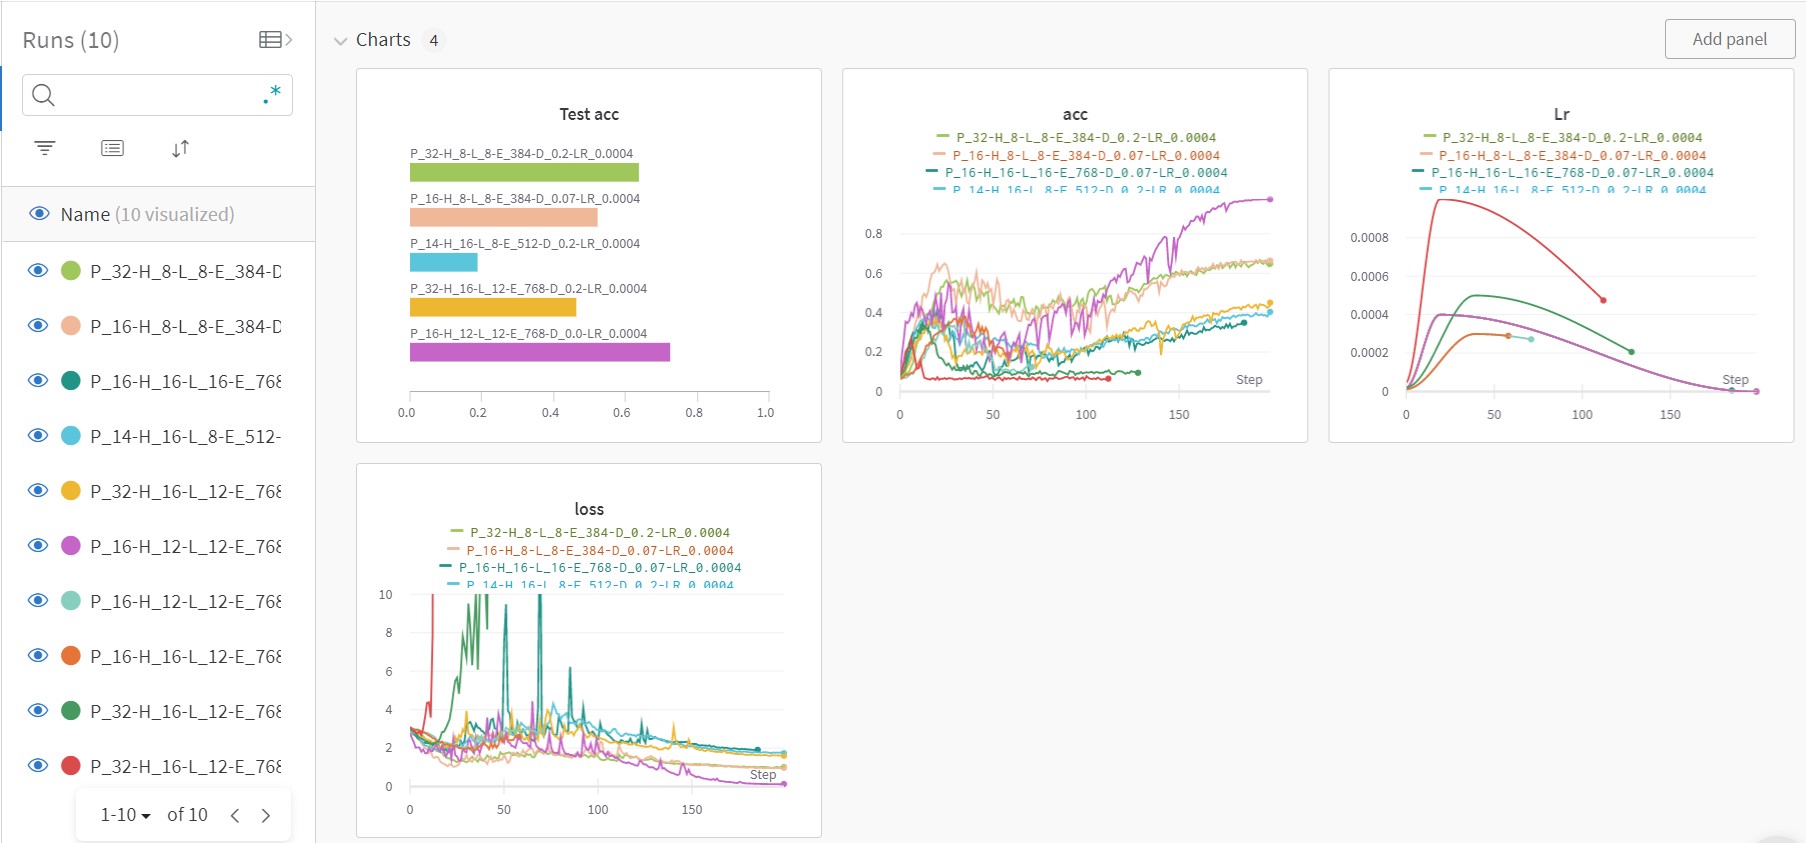 Runs (10)
.*
Name (10 visualized)
P_32-H_8-L_8-E_384-D
P_16-H_8-L_8-E_384-D
P_16-H_16-L_16-E_768
P_14-H_16-L_8-E_512-
P_32-H_16-L_12-E_768
P_16-H_12-L_12-E_768
P_16-H_12-L_12-E_768
P_16-H_16-L_12-E_768
P_32-H_16-L_12-E_768
P_32-H_16-L_12-E_768
1-10 of 10
Charts 4
Add panel
Test acc
P_32-H_8-L_8-E_384-D_0.2-LR_0.0004
P_16-H_8-L_8-E_384-D_0.07-LR_0.0004
P_14-H_16-L_8-E_512-D_0.2-LR_0.0004
P_32-H_16-L_12-E_768-D_0.2-LR_0.0004
P_16-H_12-L_12-E_768-D_0.0-LR_0.0004
0.0 0.2 0.4 0.6 0.8 1.0
acc
P_32-H_8-L_8-E_384-D_0.2-LR_0.0004
P_16-H_8-L_8-E_384-D_0.07-LR_0.0004
P_16-H_16-L_16-E_768-D_0.07-LR_0.0004
P_14-H_16-L_8-E_512-D_0.2-LR_0.0004
0.8
0.6
0.4
0.2
Step
0
0 50 100 150
Lr
P_32-H_8-L_8-E_384-D_0.2-LR_0.0004
P_16-H_8-L_8-E_384-D_0.07-LR_0.0004
P_16-H_16-L_16-E_768-D_0.07-LR_0.0004
P_14-H_16-L_8-E_512-D_0.2-LR_0.0004
0.0008
0.0006
0.0004
0.0002
Step
0
0 50 100 150
loss
P_32-H_8-L_8-E_384-D_0.2-LR_0.0004
P_16-H_8-L_8-E_384-D_0.07-LR_0.0004
P_16-H_16-L_16-E_768-D_0.07-LR_0.0004
P_14-H_16-L_8-E_512-D_0.2-LR_0.0004
10
8
6
4
2
Step
0
0 50 100 150